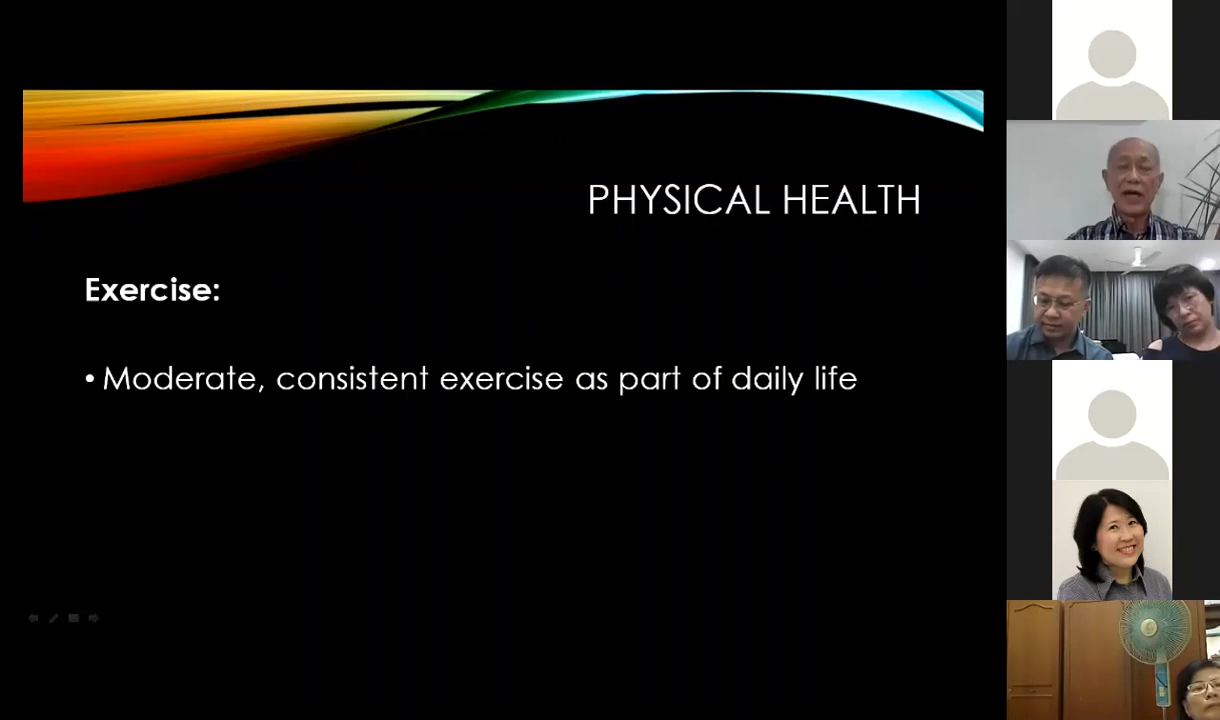 PHYSICAL HEALTH
Exercise:
• Moderate, consistent exercise as part of daily life